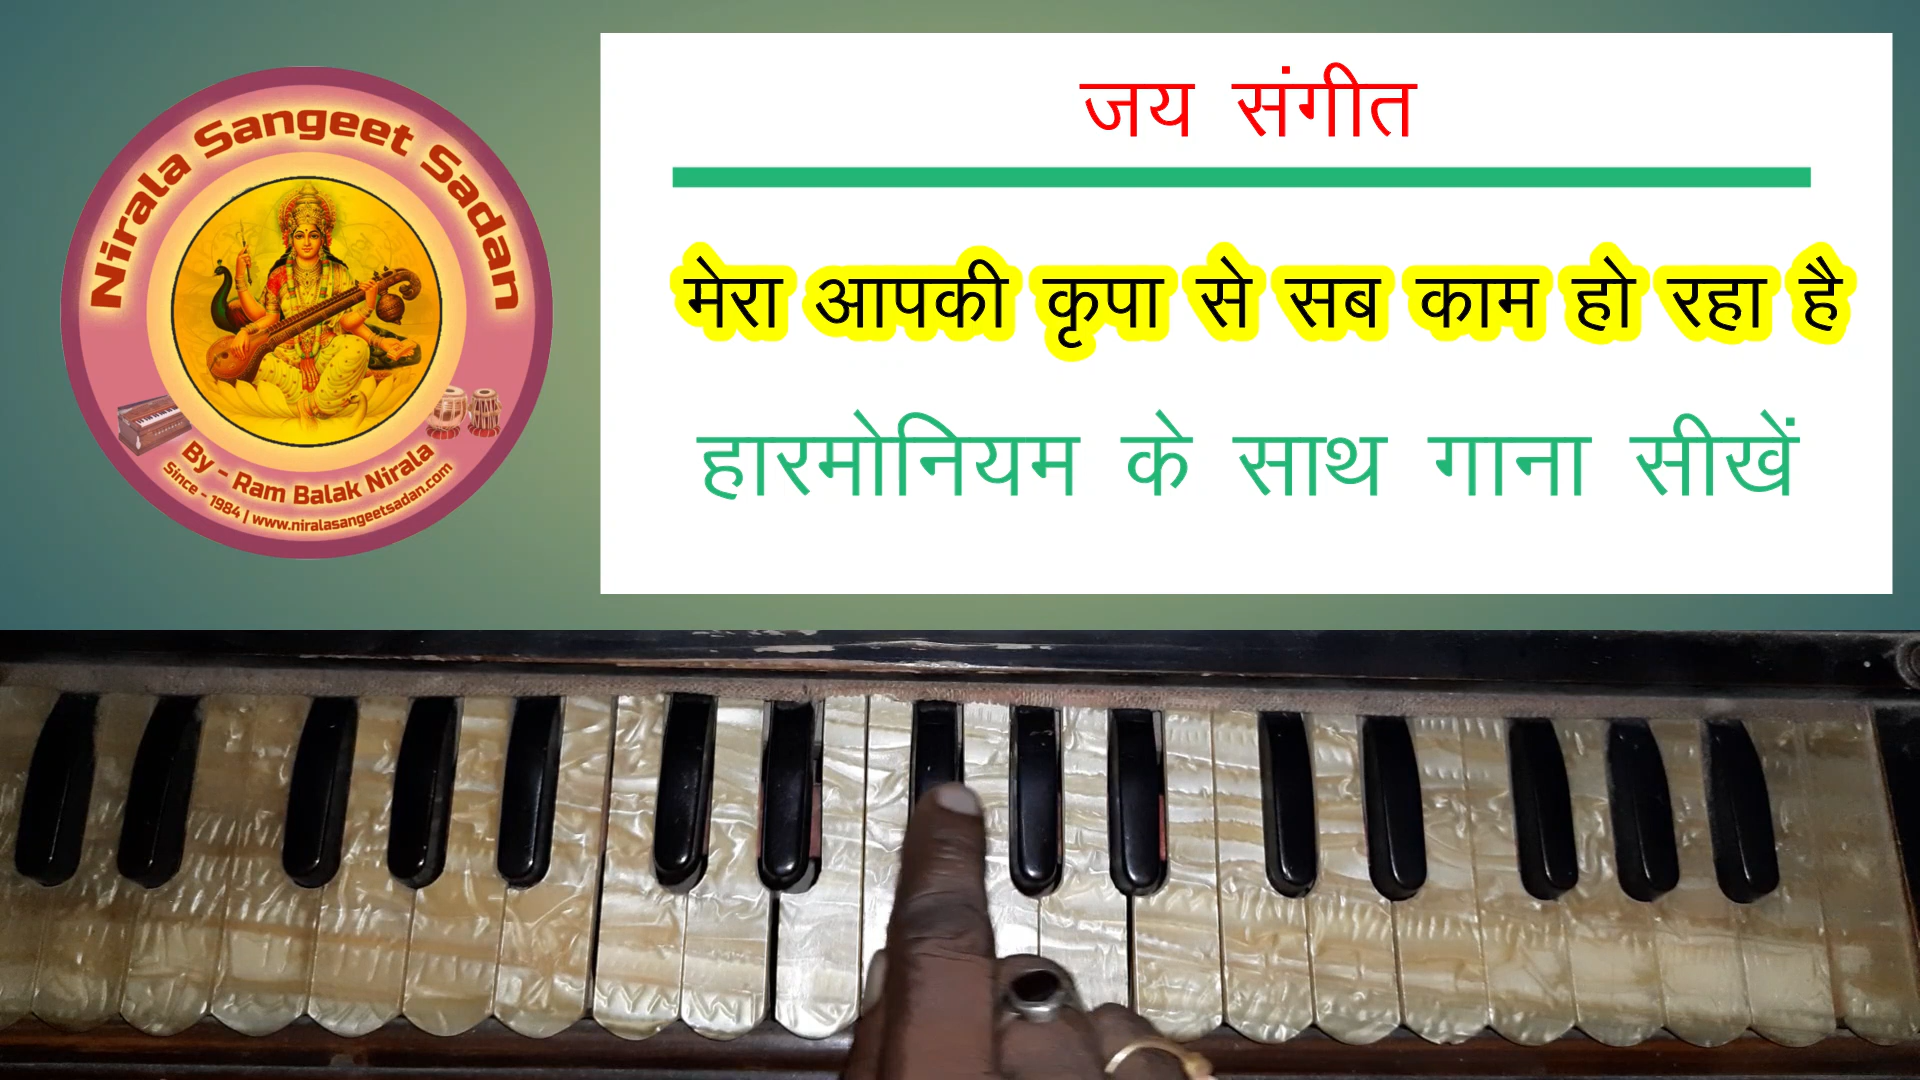 Nirala Sangeet Sadan
By - Ram Balak Nirala
Since - 1984 | www.niralasangeetsadan.com
जय संगीत
मेरा आपकी कृपा से सब काम हो रहा है
हारमोनियम के साथ गाना सीखें